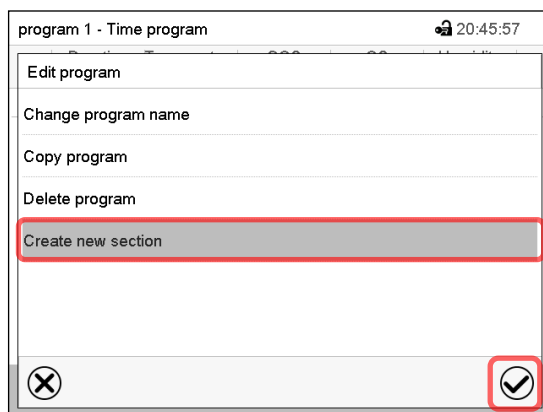 program 1 - Time program 20:45:57
Edit program
Change program name
Copy program
Delete program
Create new section